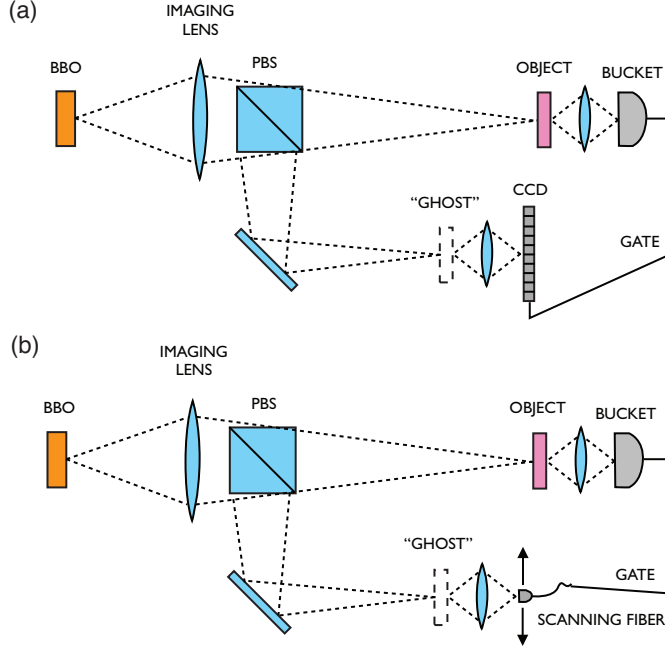 (a)
IMAGING
LENS
BBO
PBS
OBJECT
BUCKET
"GHOST"
CCD
GATE
(b)
IMAGING
LENS
BBO
PBS
OBJECT
BUCKET
"GHOST"
GATE
SCANNING FIBER